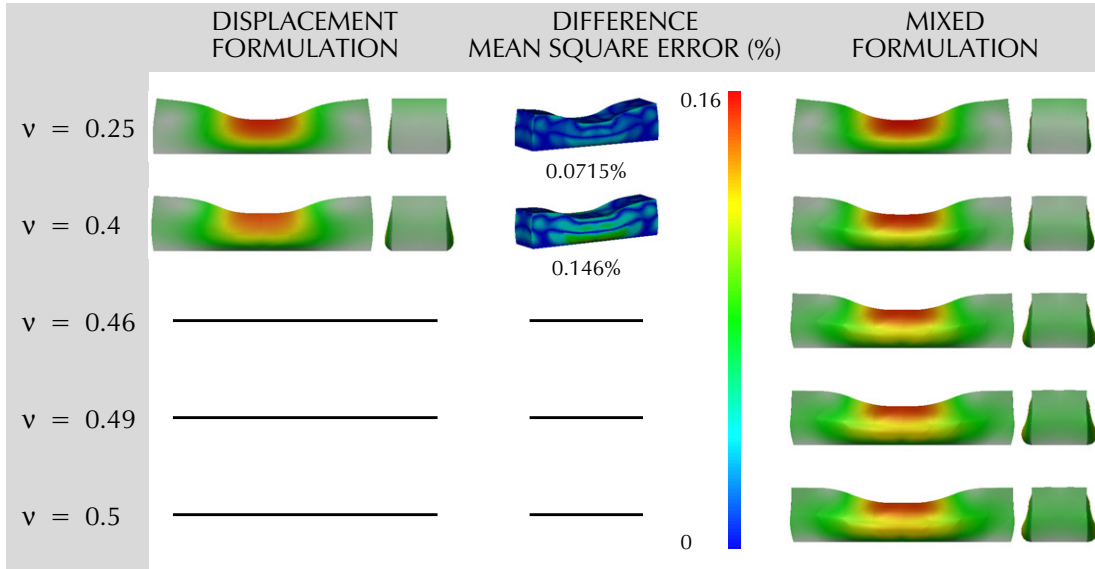 DISPLACEMENT
FORMULATION
DIFFERENCE
MEAN SQUARE ERROR (%)
MIXED
FORMULATION
ν = 0.25
0.0715%
0.16
ν = 0.4
0.146%
ν = 0.46
ν = 0.49
ν = 0.5
0